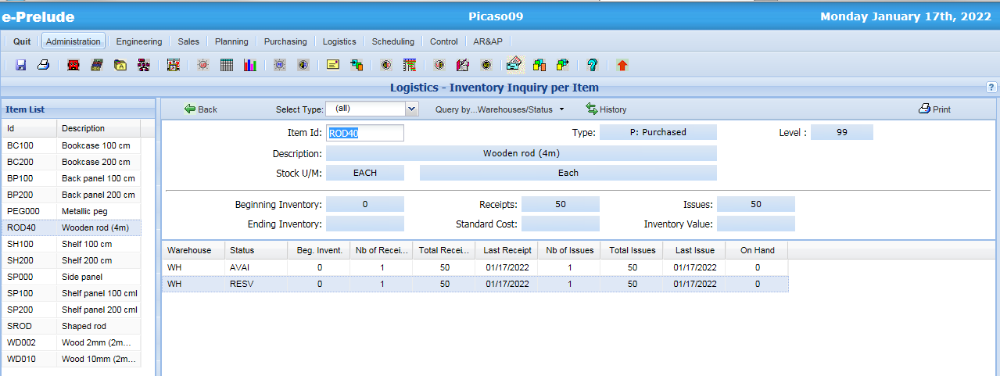 e-Prelude Picaso09 Monday January 17th, 2022
Quit Administration Engineering Sales Planning Purchasing Logistics Scheduling Control AR&AP
Logistics - Inventory Inquiry per Item ?
Item List
Id Description
BC100 Bookcase 100 cm
BC200 Bookcase 200 cm
BP100 Back panel 100 cm
BP200 Back panel 200 cm
PEG000 Metallic peg
ROD40 Wooden rod (4m)
SH100 Shelf 100 cm
SH200 Shelf 200 cm
SP000 Side panel
SP100 Shelf panel 100 cml
SP200 Shelf panel 200 cml
SROD Shaped rod
WD002 Wood 2mm (2m...
WD010 Wood 10mm (2m...
Back Select Type: (all) Query by...Warehouses/Status History Print
Item Id: ROD40 Type: P: Purchased Level : 99
Description: Wooden rod (4m)
Stock U/M: EACH Each
Beginning Inventory: 0 Receipts: 50 Issues: 50
Ending Inventory: Standard Cost: Inventory Value:
Warehouse Status Beg. Invent. Nb of Recei... Total Recei... Last Receipt Nb of Issues Total Issues Last Issue On Hand
WH AVAI 0 1 50 01/17/2022 1 50 01/17/2022 0
WH RESV 0 1 50 01/17/2022 1 50 01/17/2022 0